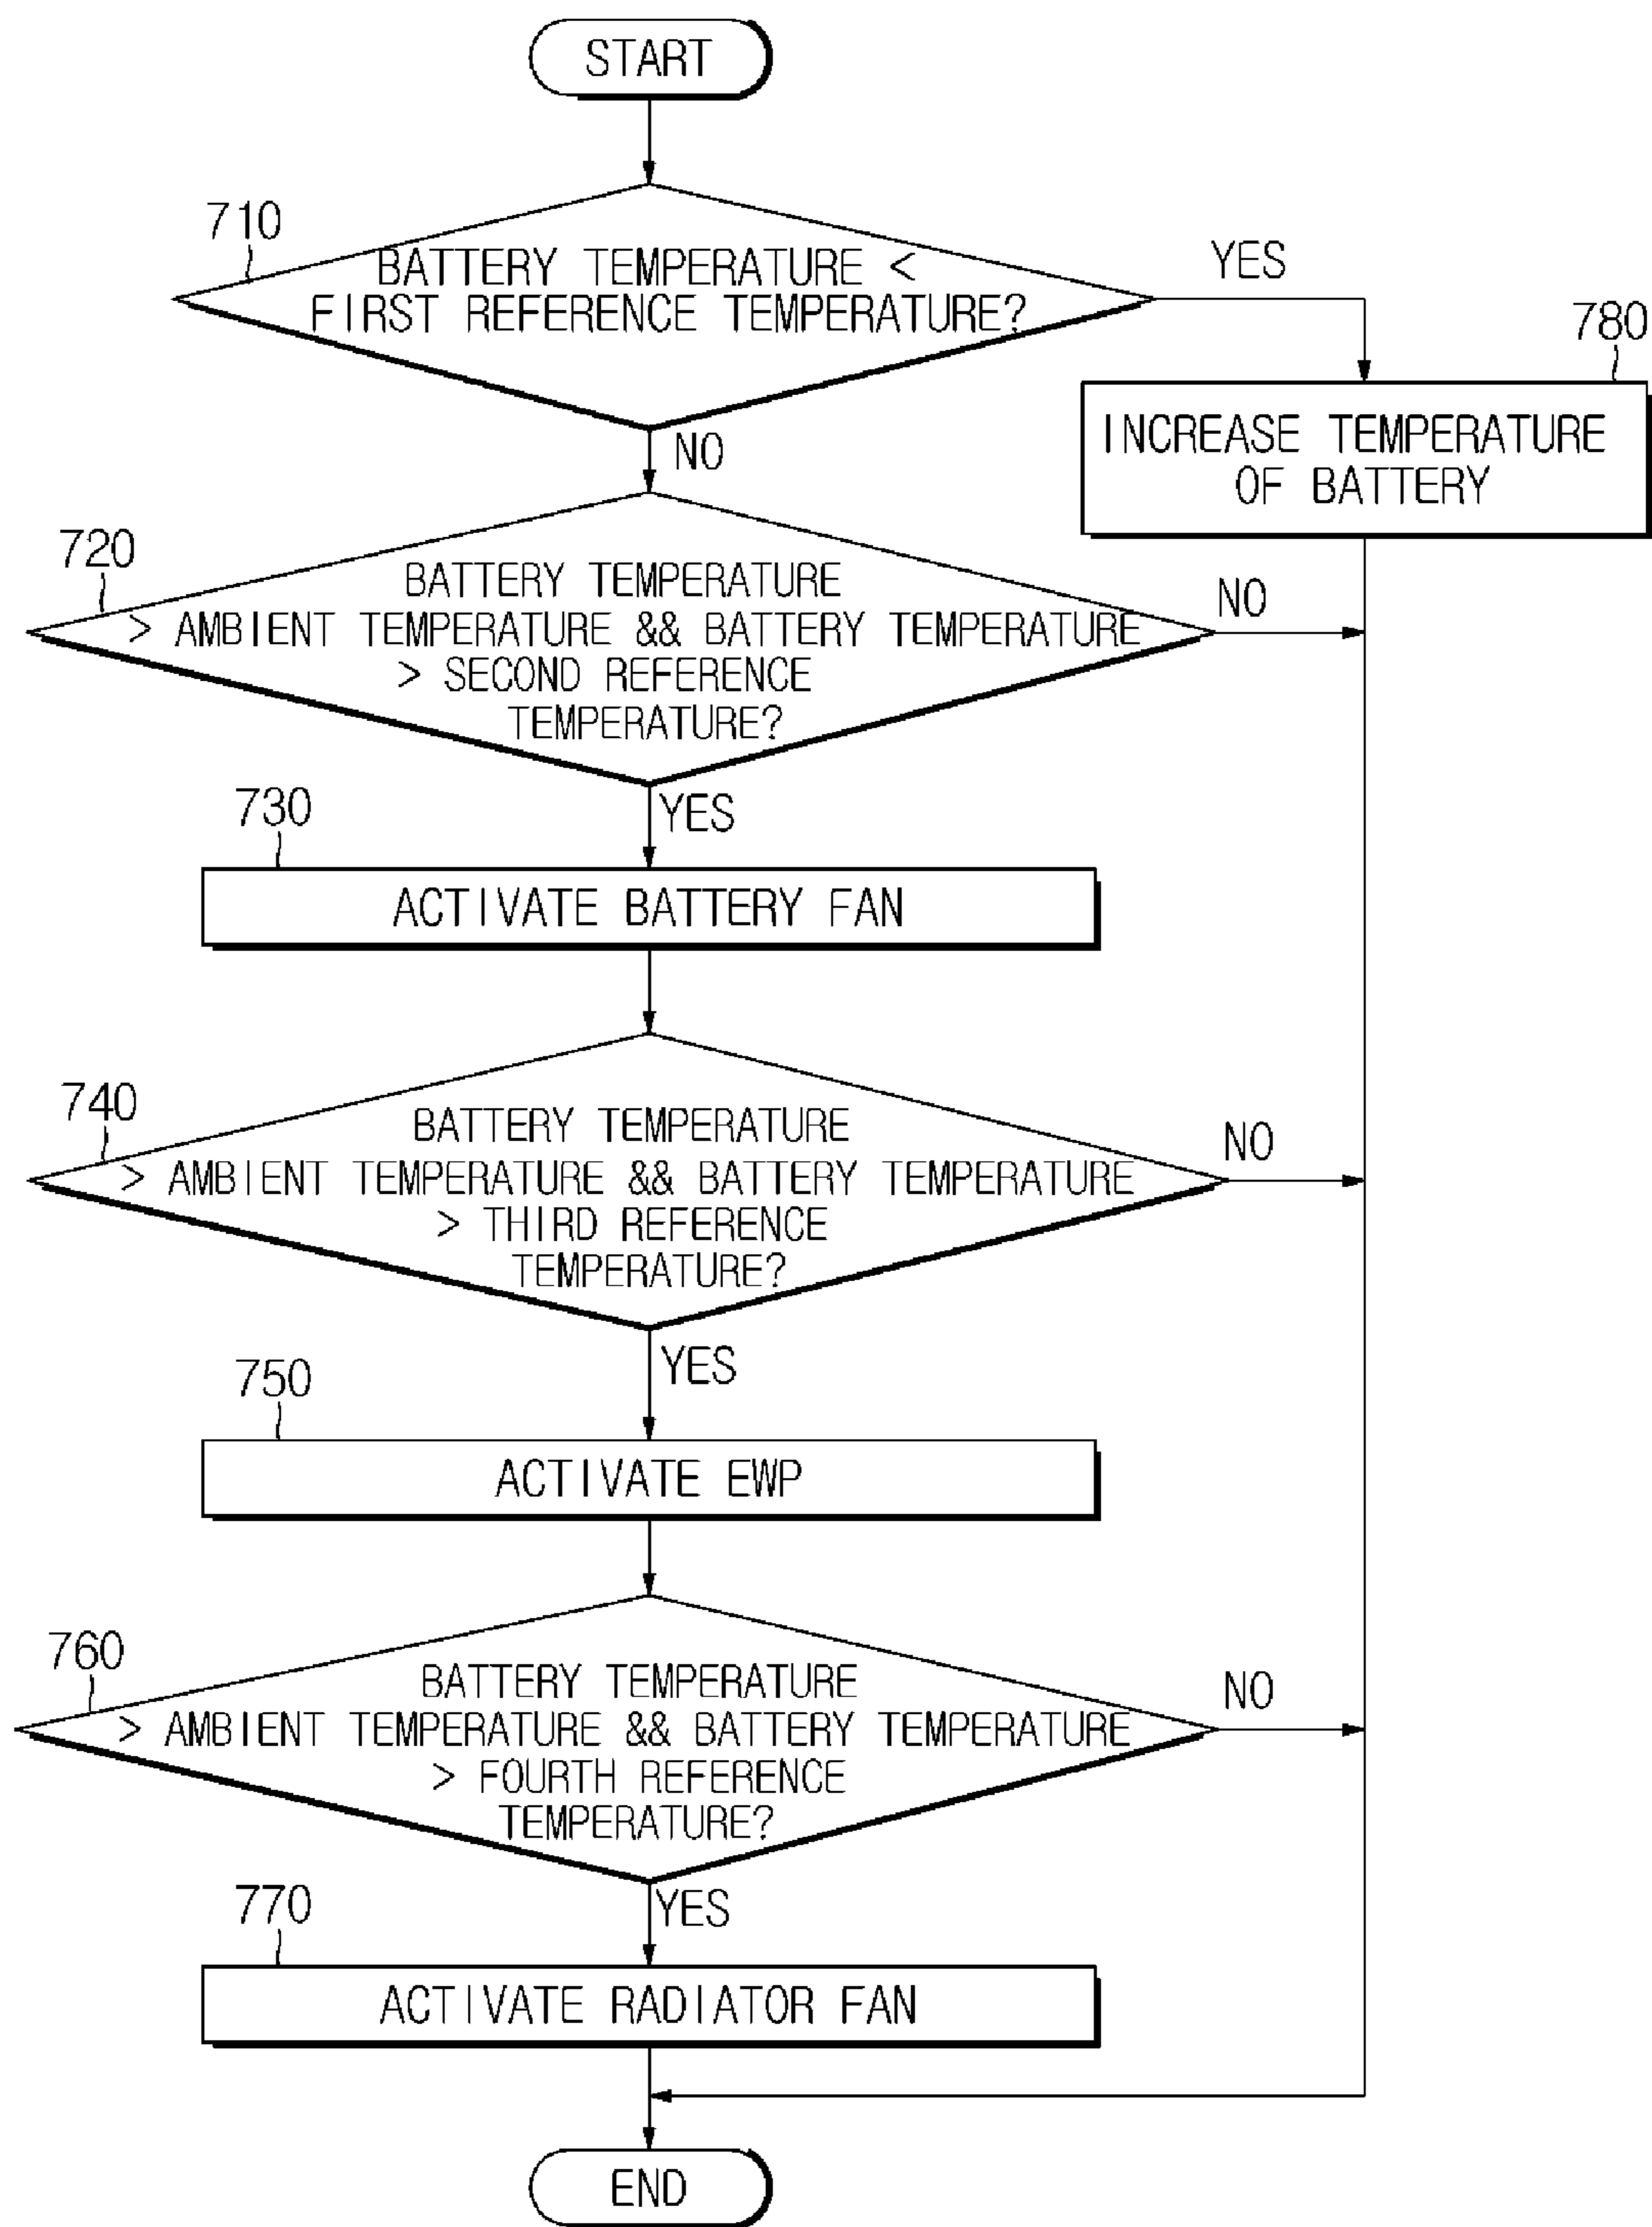 START
710
BATTERY TEMPERATURE <
FIRST REFERENCE TEMPERATURE?
YES
780
INCREASE TEMPERATURE
OF BATTERY
NO
720
BATTERY TEMPERATURE
> AMBIENT TEMPERATURE && BATTERY TEMPERATURE
> SECOND REFERENCE
TEMPERATURE?
NO
YES
730
ACTIVATE BATTERY FAN
740
BATTERY TEMPERATURE
> AMBIENT TEMPERATURE && BATTERY TEMPERATURE
> THIRD REFERENCE
TEMPERATURE?
NO
YES
750
ACTIVATE EWP
760
BATTERY TEMPERATURE
> AMBIENT TEMPERATURE && BATTERY TEMPERATURE
> FOURTH REFERENCE
TEMPERATURE?
NO
YES
770
ACTIVATE RADIATOR FAN
END